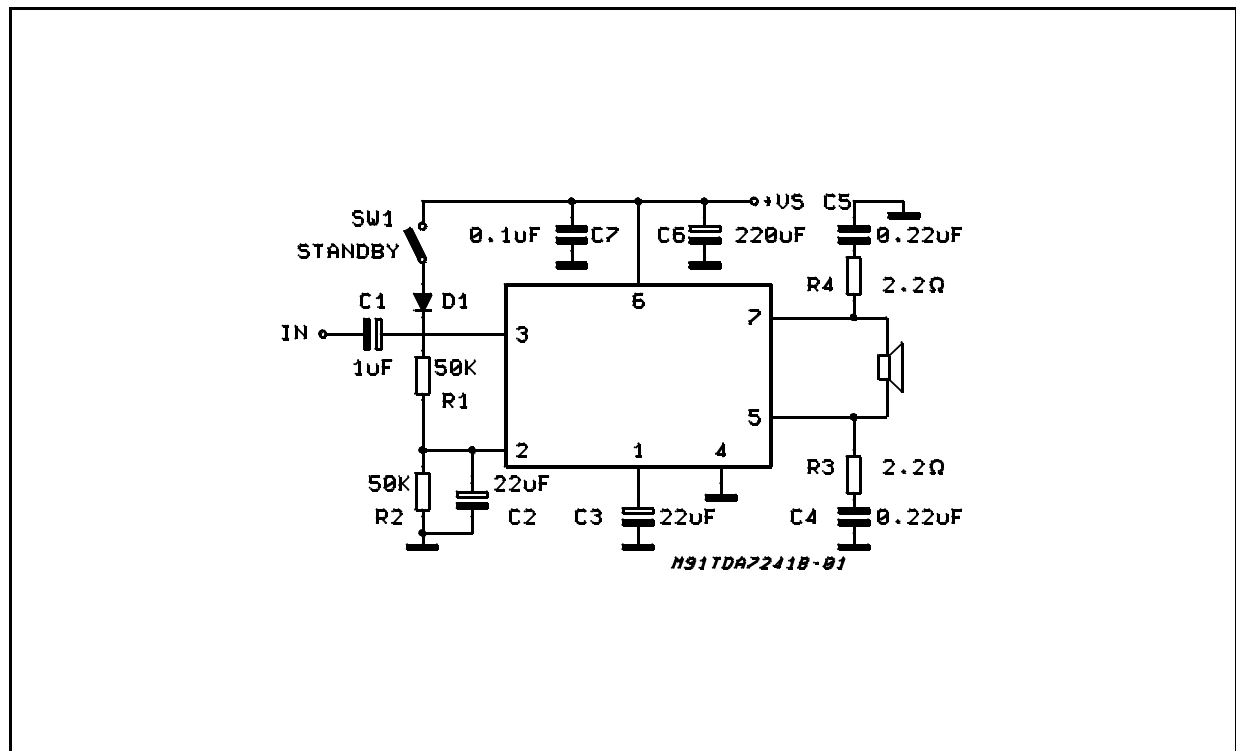 +VS C5
SW1
STANDBY
0.1uF C7 C6 220uF 0.22uF
R4 2.2Ω
C1 D1 6
7
IN 3
1uF 50K
R1
5
2 1 4
R3 2.2Ω
50K 22uF
R2 C2 C3 22uF C4 0.22uF
M91TDA7241B-01